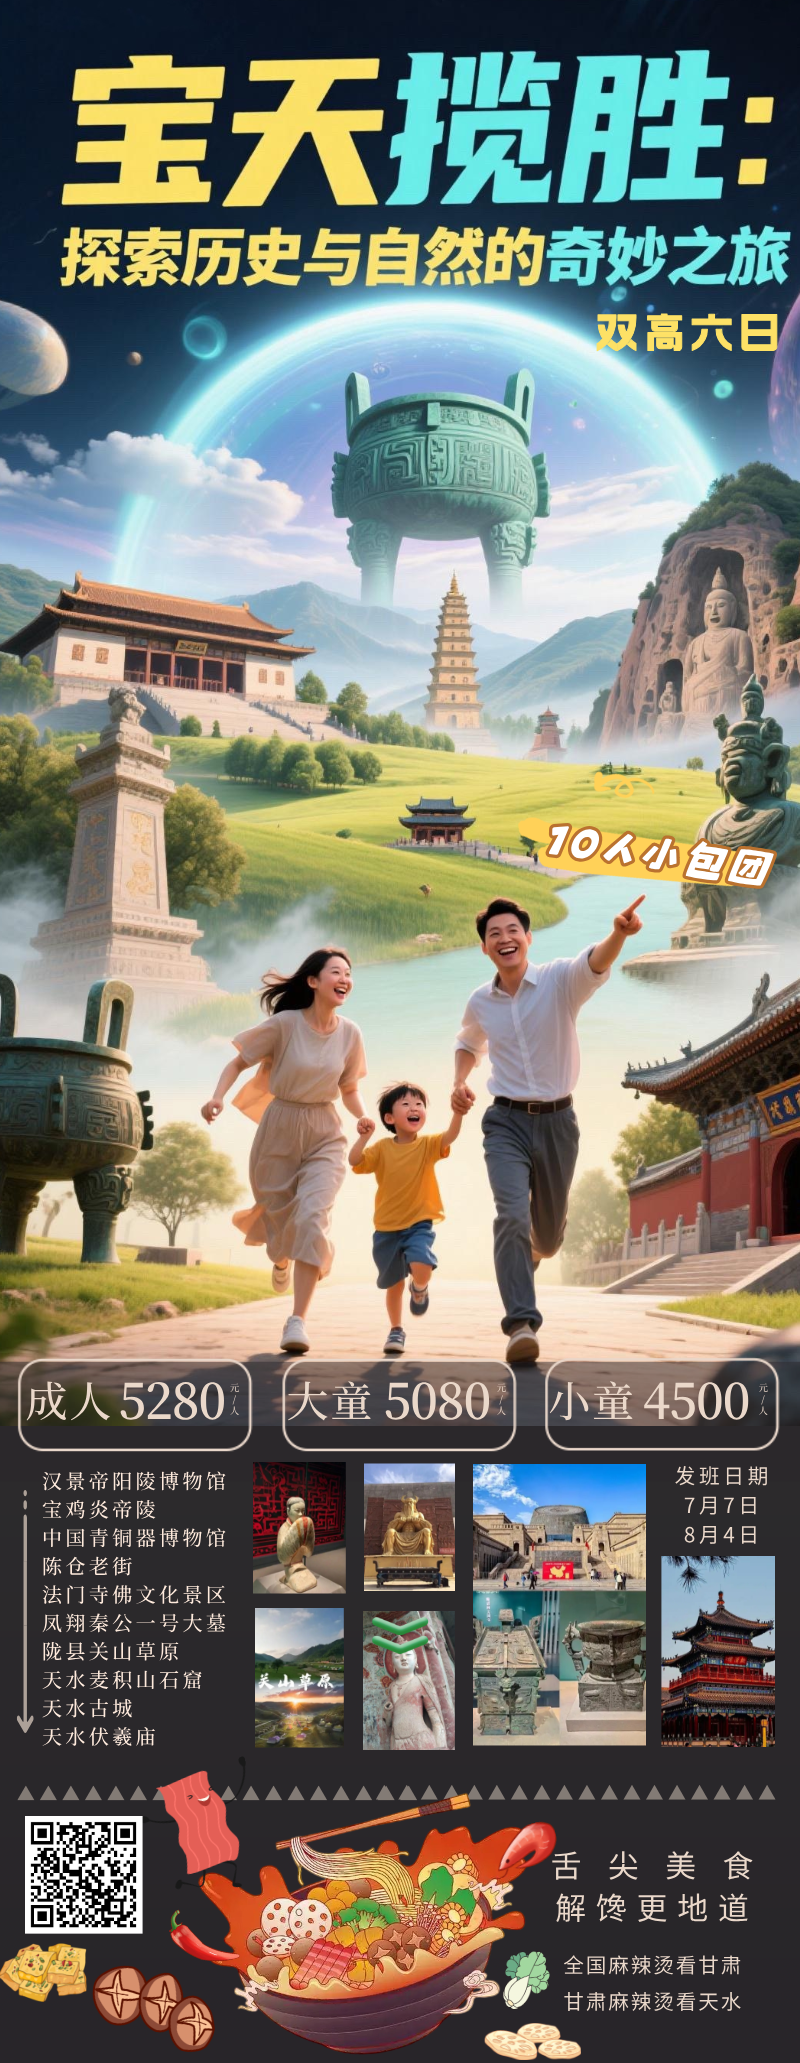 宝天揽胜:
探索历史与自然的奇妙之旅
双高六日
10人小包团
成人5280元/人
大童5080元/人
小童4500元/人
汉景帝阳陵博物馆
宝鸡炎帝陵
中国青铜器博物馆
陈仓老街
法门寺佛文化景区
凤翔秦公一号大墓
陇县关山草原
天水麦积山石窟
天水古城
天水伏羲庙
关山草原
发班日期
7月7日
8月4日
舌尖美食
解馋更地道
全国麻辣烫看甘肃
甘肃麻辣烫看天水